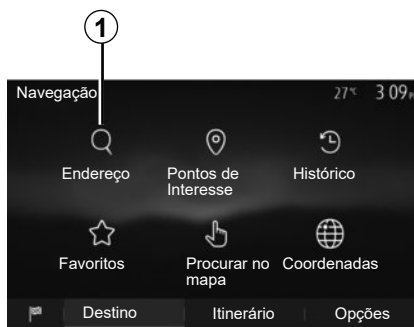 1
Navegação 27°C 3 09
Endereço Pontos de Interesse Histórico
Favoritos Procurar no mapa Coordenadas
Destino Itinerário Opções